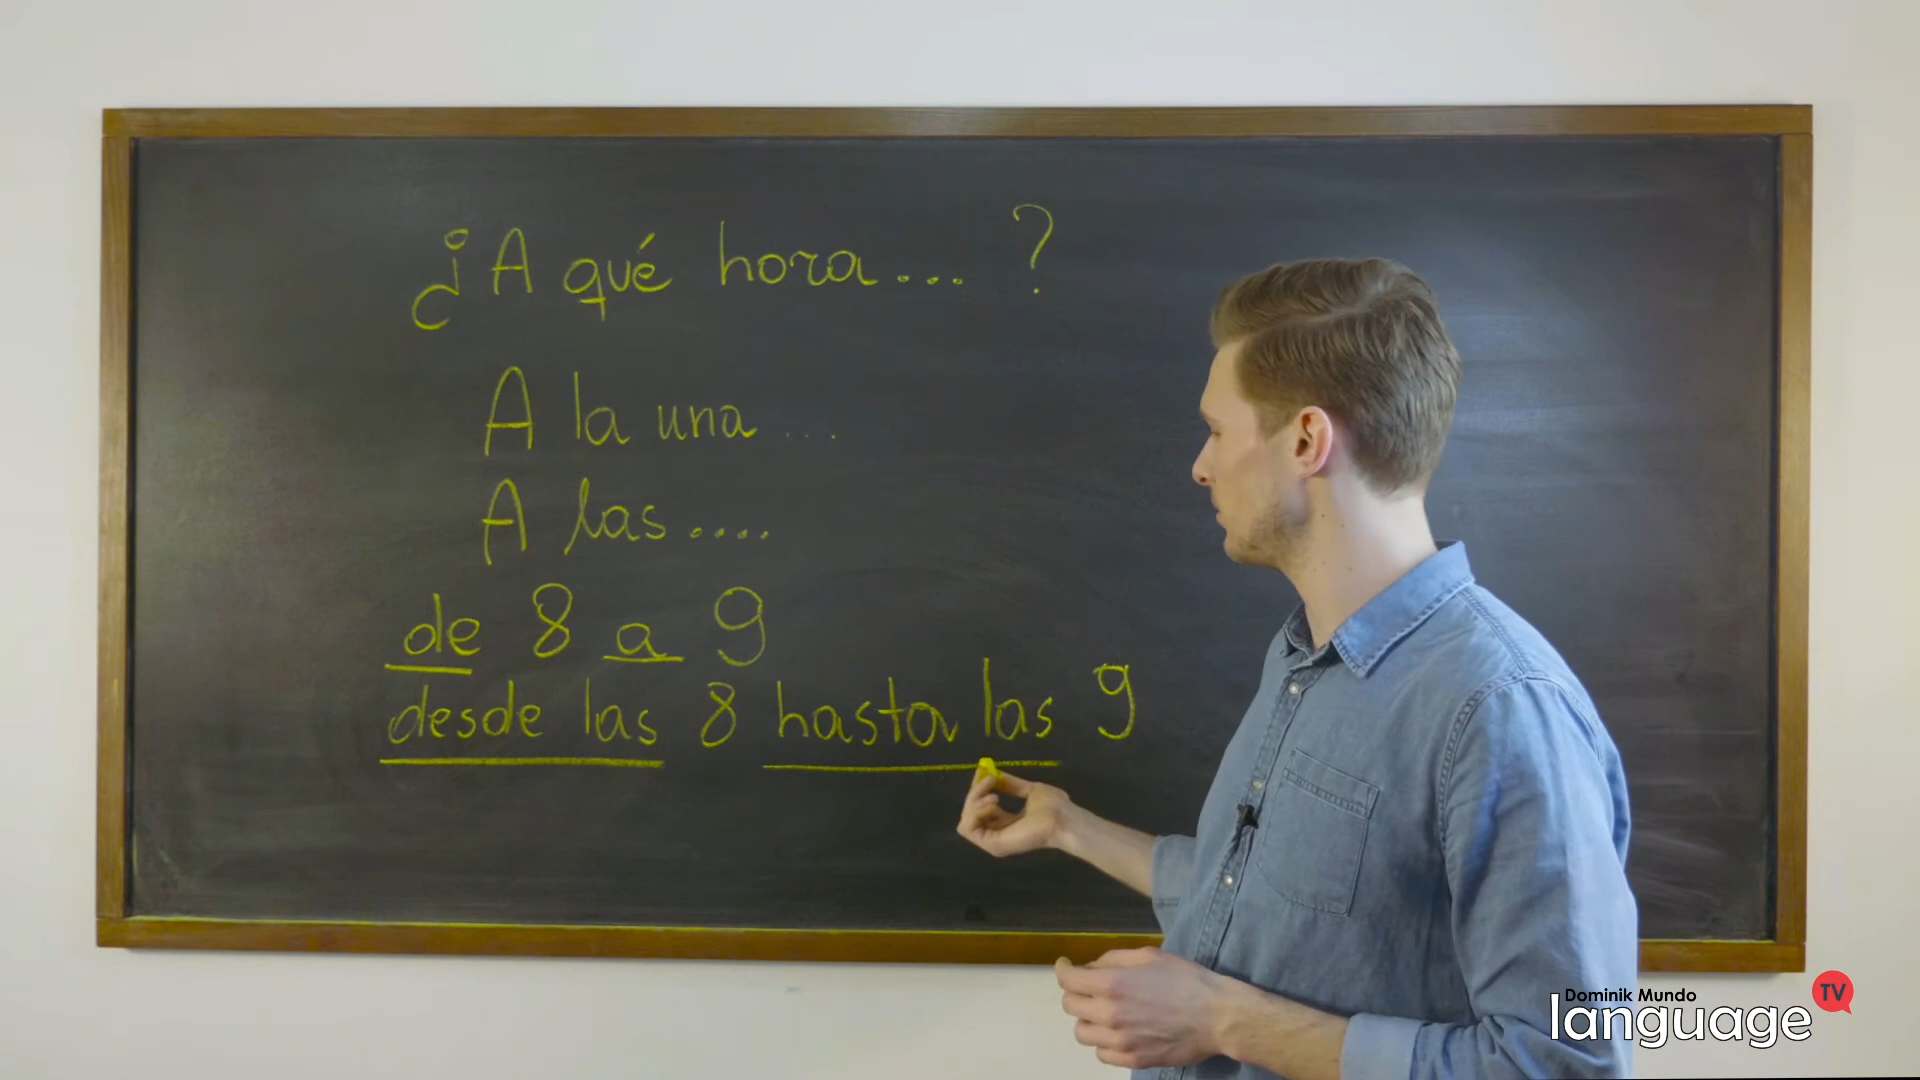 ¿A qué hora... ?
A la una ...
A las ....
de 8 a 9
desde las 8 hasta las 9
Dominik Mundo
language TV